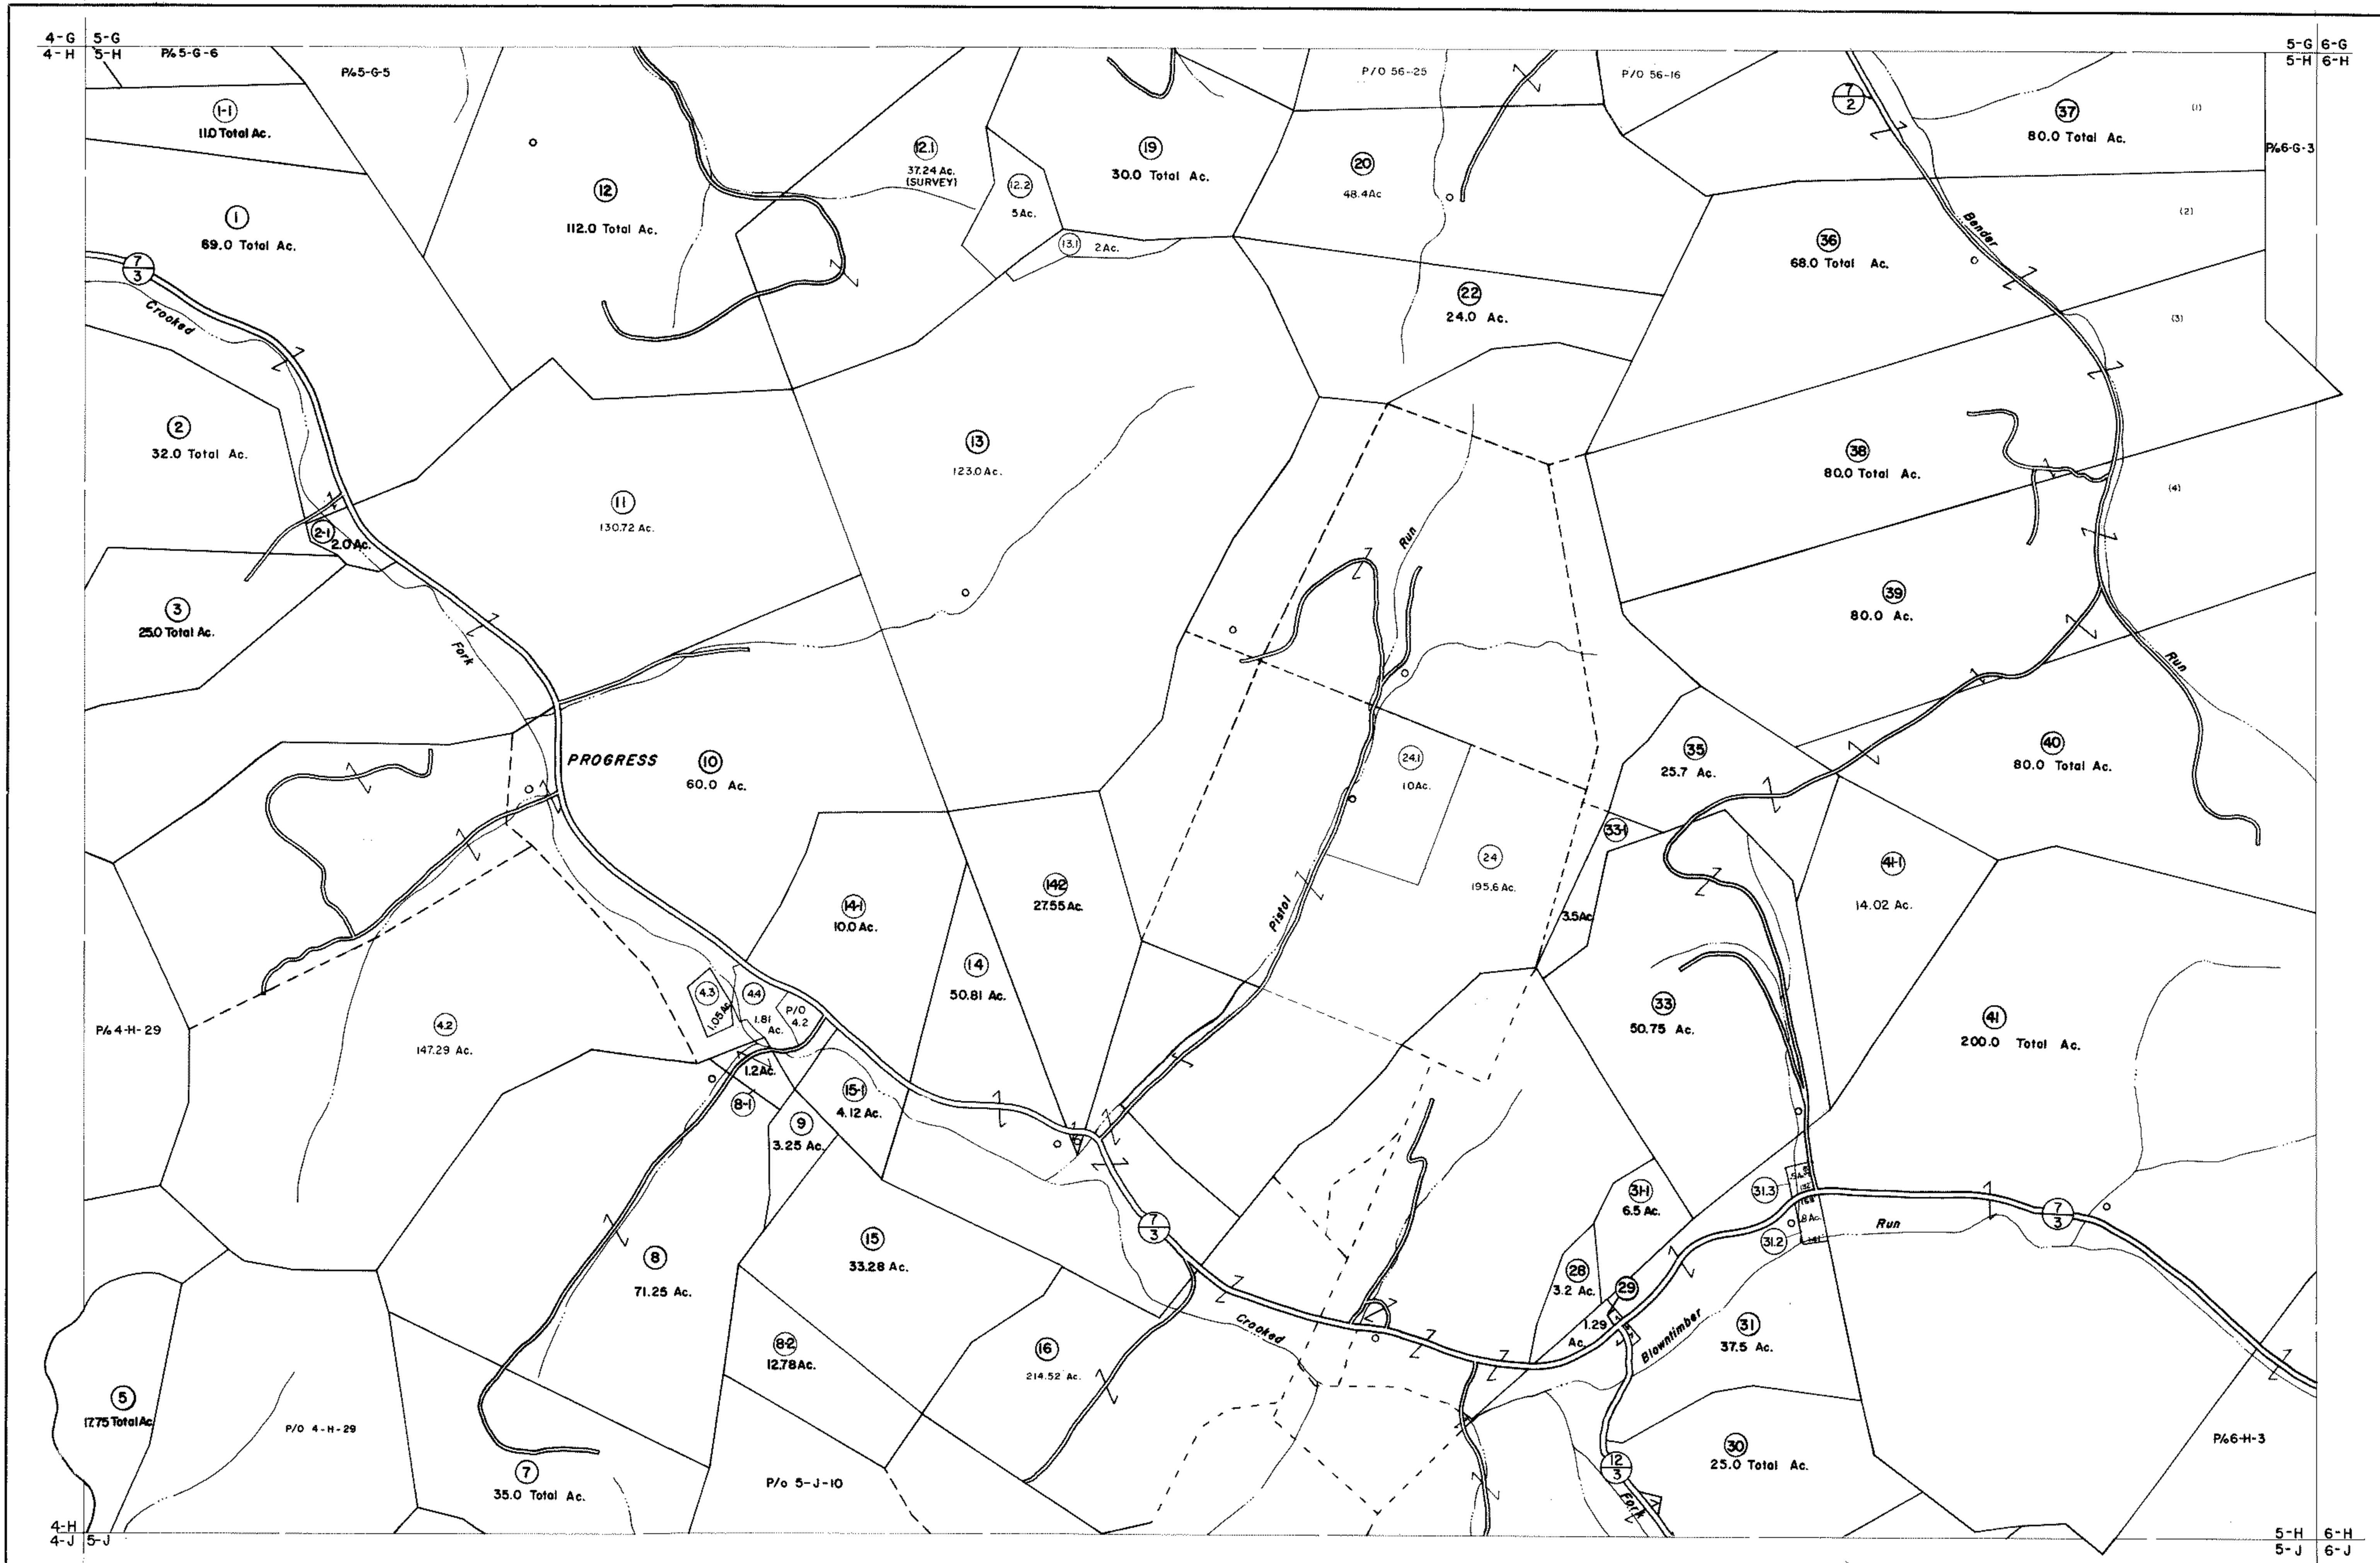 4-G 5-G
4-H 5-H
P/o 5-G-6
P/o 5-G-5
P/O 56-25
P/O 56-16
5-G 6-G
5-H 6-H
1-1
11.0 Total Ac.
12
112.0 Total Ac.
12.1
37.24 Ac.
(SURVEY)
12.2
5 Ac.
19
30.0 Total Ac.
20
48.4 Ac
7
2
37
80.0 Total Ac.
(1)
P/o 6-G-3
1
69.0 Total Ac.
13.1
2 Ac.
36
68.0 Total Ac.
(2)
Bender
7
3
Crooked
22
24.0 Ac.
(3)
2
32.0 Total Ac.
13
123.0 Ac.
38
80.0 Total Ac.
(4)
11
130.72 Ac.
2-1
2.0 Ac.
Run
3
25.0 Total Ac.
39
80.0 Ac.
Fork
Run
PROGRESS
10
60.0 Ac.
24.1
10 Ac.
35
25.7 Ac.
40
80.0 Total Ac.
33-1
3.5 Ac
24
195.6 Ac.
41-1
14.02 Ac.
14-1
10.0 Ac.
14-2
27.55 Ac.
Pistol
14
50.81 Ac.
4.3
1.05 Ac.
4.4
1.81
Ac.
P/O
4.2
33
50.75 Ac.
41
200.0 Total Ac.
P/o 4-H-29
4.2
147.29 Ac.
1.2 Ac.
8-1
15-1
4.12 Ac.
9
3.25 Ac.
31.3
31-1
6.5 Ac.
7
3
.8 Ac.
31.2
141
Run
7
3
8
71.25 Ac.
15
33.28 Ac.
28
3.2 Ac.
29
1.29
Ac.
Blowntimber
31
37.5 Ac.
Crooked
8-2
12.78 Ac.
16
214.52 Ac.
5
17.75 Total Ac.
P/O 4-H-29
7
35.0 Total Ac.
P/o 5-J-10
12
3
Fork
30
25.0 Total Ac.
P/o 6-H-3
4-H
4-J 5-J
5-H 6-H
5-J 6-J